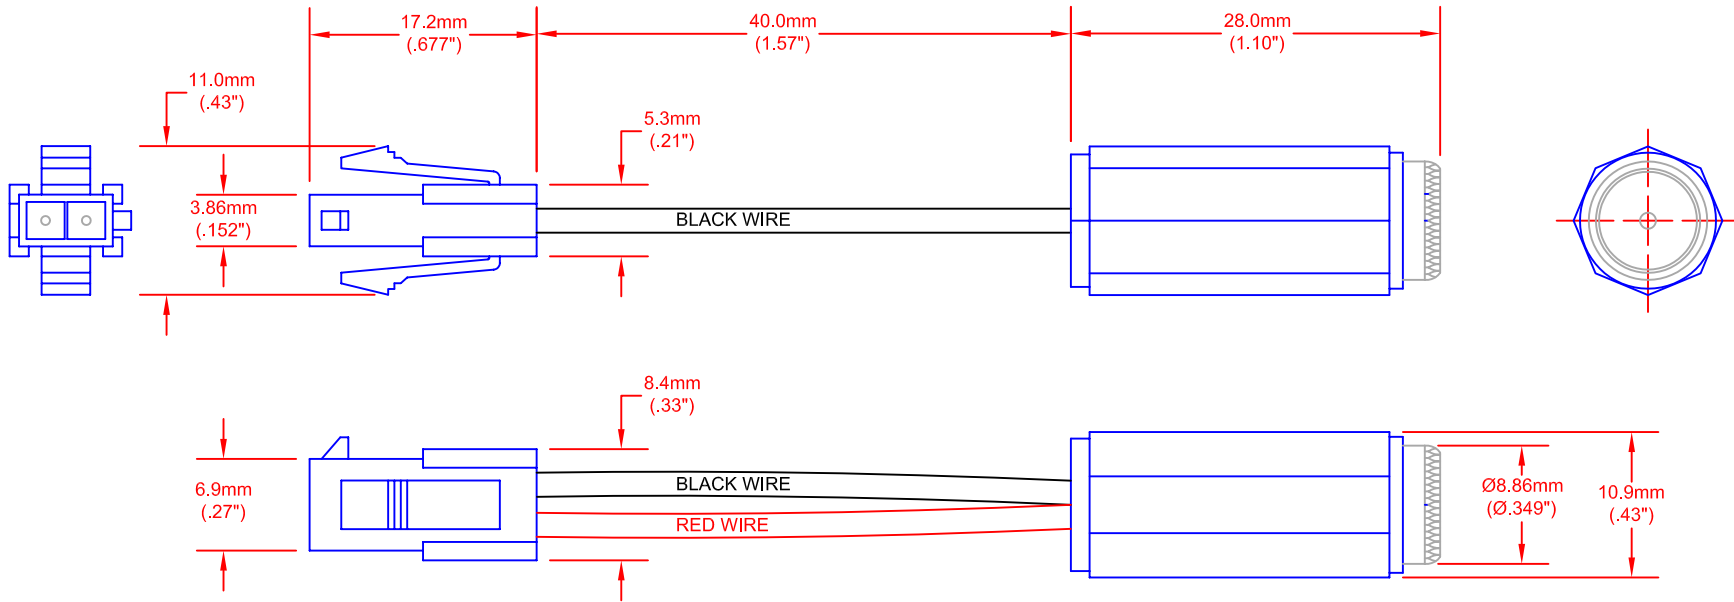 17.2mm
(.677")
40.0mm
(1.57")
28.0mm
(1.10")
11.0mm
(.43")
5.3mm
(.21")
3.86mm
(.152")
BLACK WIRE
8.4mm
(.33")
6.9mm
(.27")
BLACK WIRE
RED WIRE
Ø8.86mm
(Ø.349")
10.9mm
(.43")